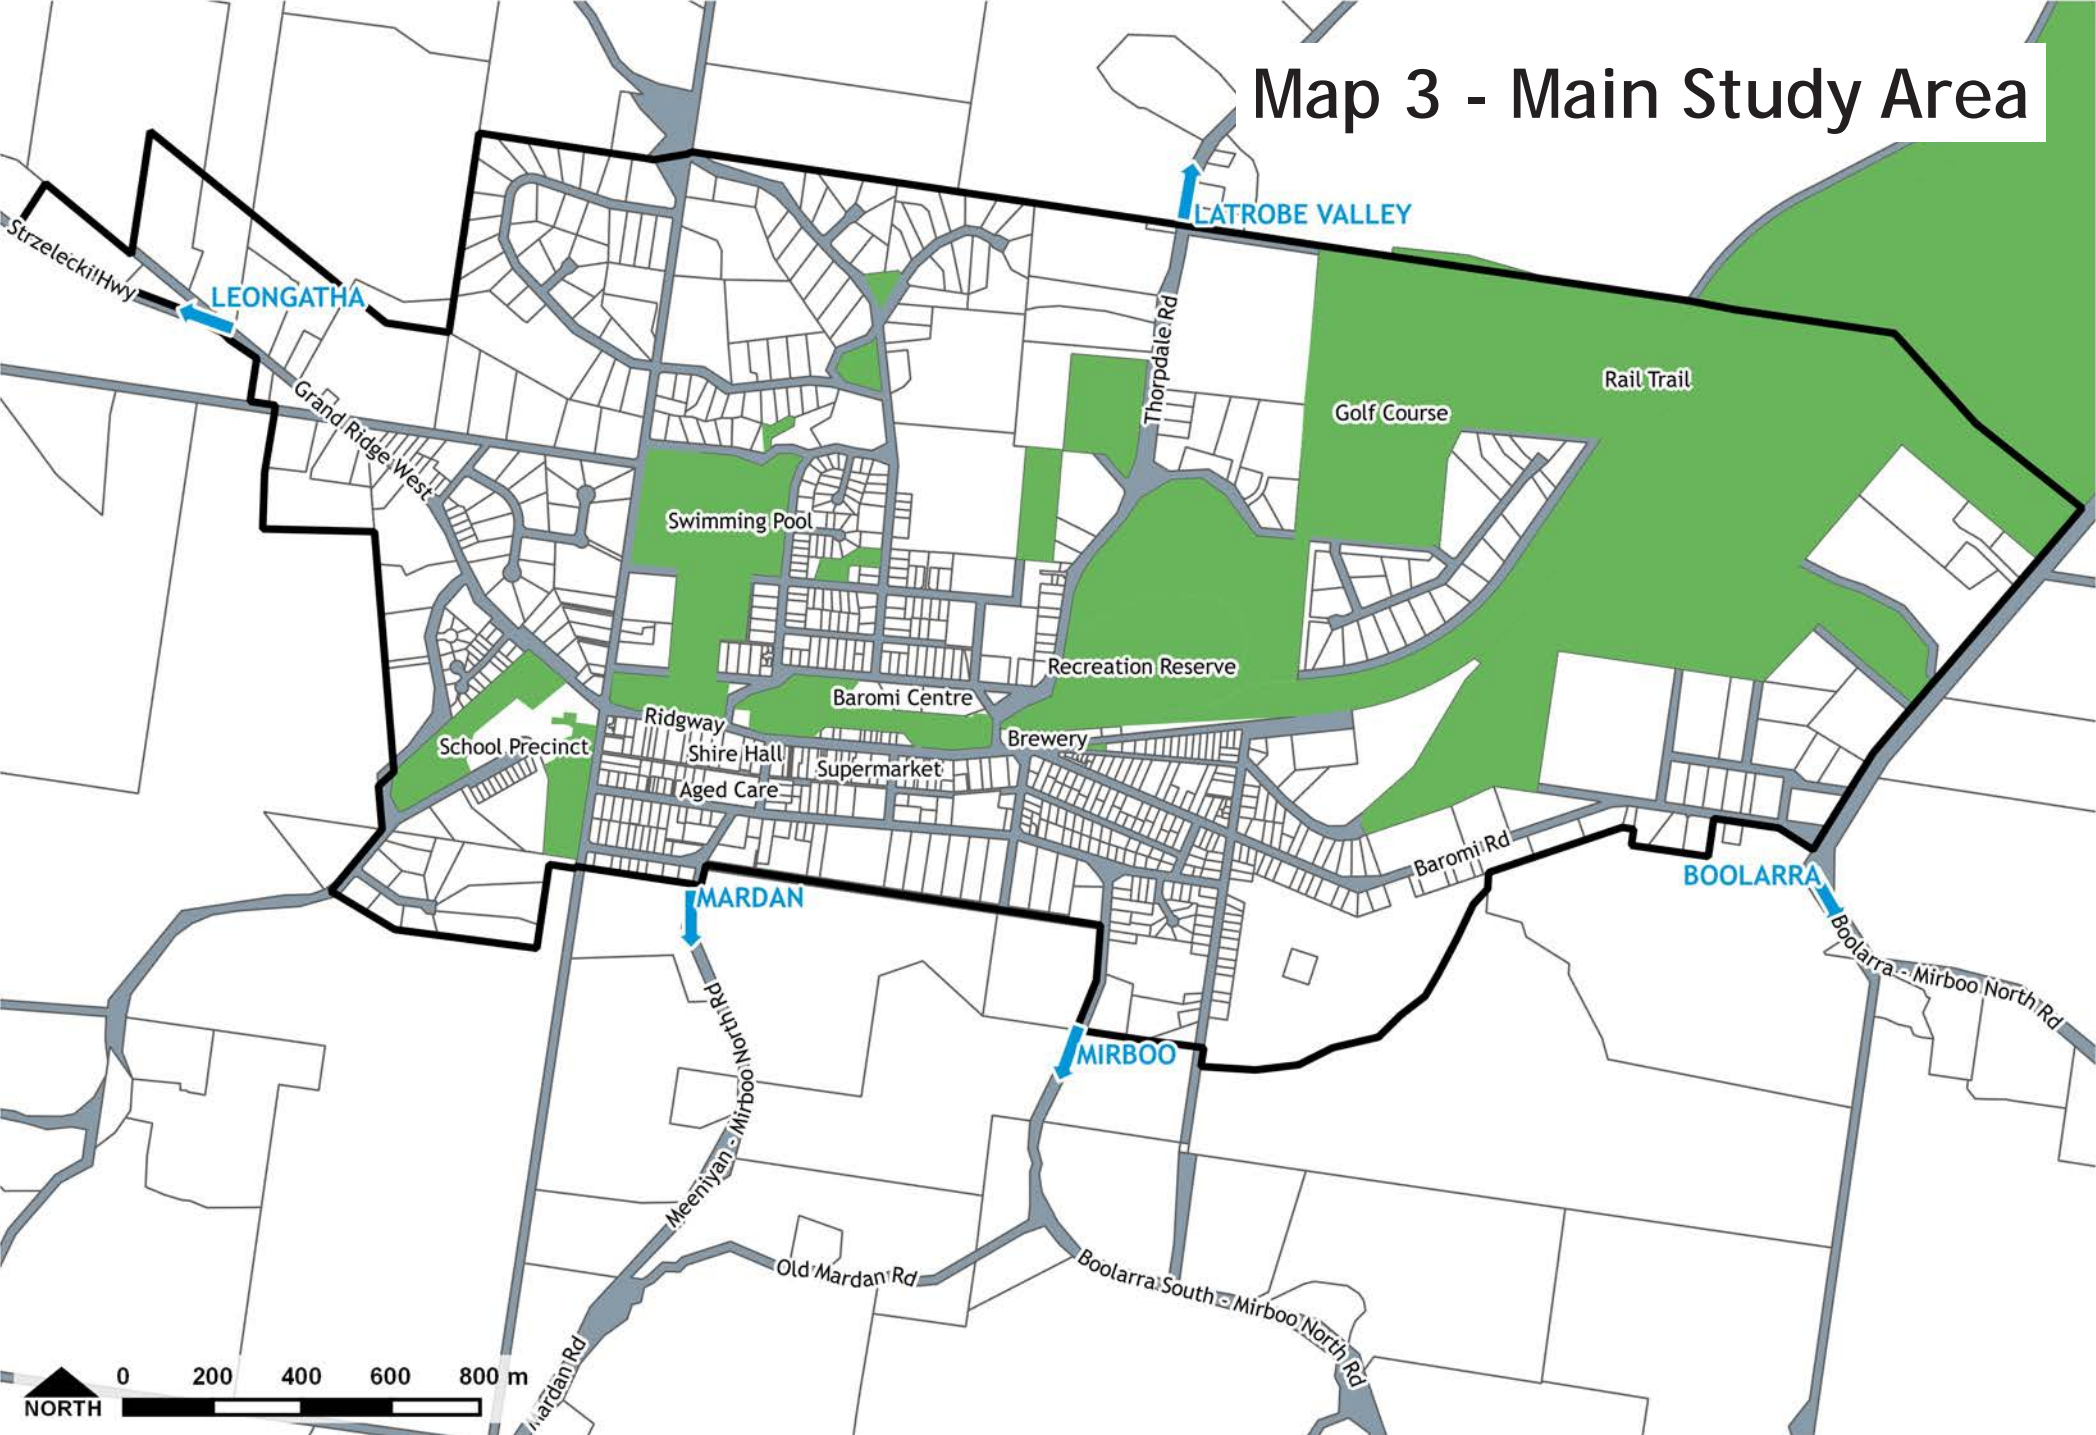 Map 3 - Main Study Area
LATROBE VALLEY
Strzelecki Hwy
LEONGATHA
Thorpdale Rd
Rail Trail
Golf Course
Grand Ridge West
Swimming Pool
Recreation Reserve
Baromi Centre
Ridgway
Brewery
School Precinct
Shire Hall
Supermarket
Aged Care
Baromi Rd
BOOLARRA
MARDAN
Boolarra - Mirboo North Rd
MIRBOO
Meeniyan - Mirboo North Rd
Old Mardan Rd
Boolarra South - Mirboo North Rd
Mardan Rd
0 200 400 600 800 m
NORTH